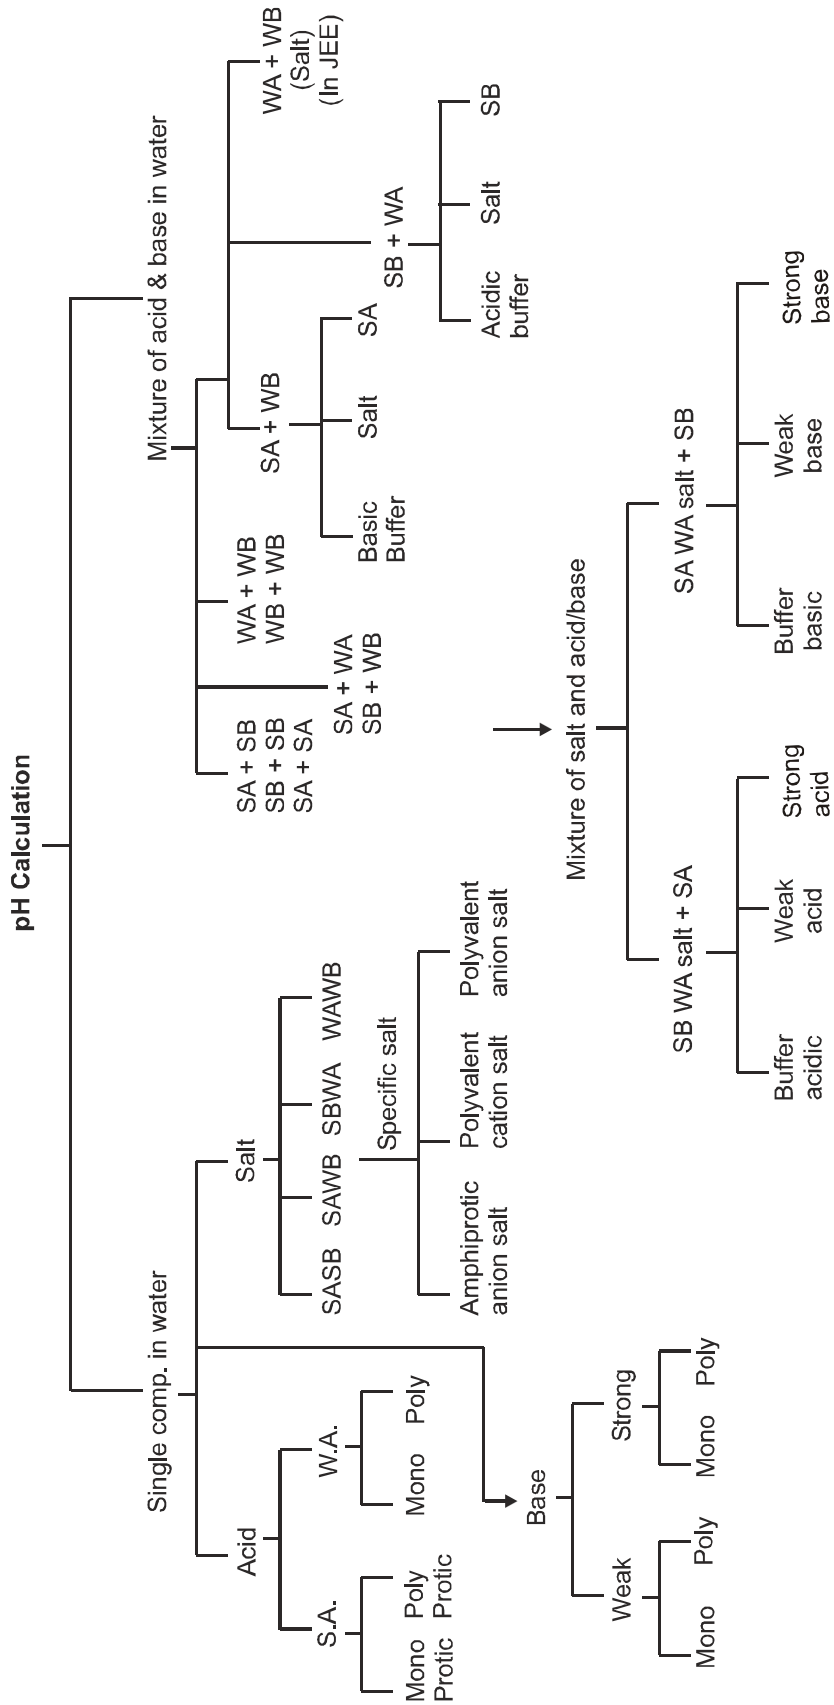 pH Calculation
Single comp. in water
Acid
S.A.
Mono
Protic
Poly
Protic
W.A.
Mono
Poly
Base
Weak
Mono
Poly
Strong
Mono
Poly
Salt
SASB
SAWB
SBWA
WAWB
Specific salt
Amphiprotic
anion salt
Polyvalent
cation salt
Polyvalent
anion salt
Mixture of acid & base in water
SA + SB
SB + SB
SA + SA
SA + WA
SB + WB
WA + WB
WB + WB
SA + WB
Basic
Buffer
Salt
SA
SB + WA
Acidic
buffer
Salt
SB
WA + WB
(Salt)
(In JEE)
Mixture of salt and acid/base
SB WA salt + SA
Buffer
acidic
Weak
acid
Strong
acid
SA WA salt + SB
Buffer
basic
Weak
base
Strong
base